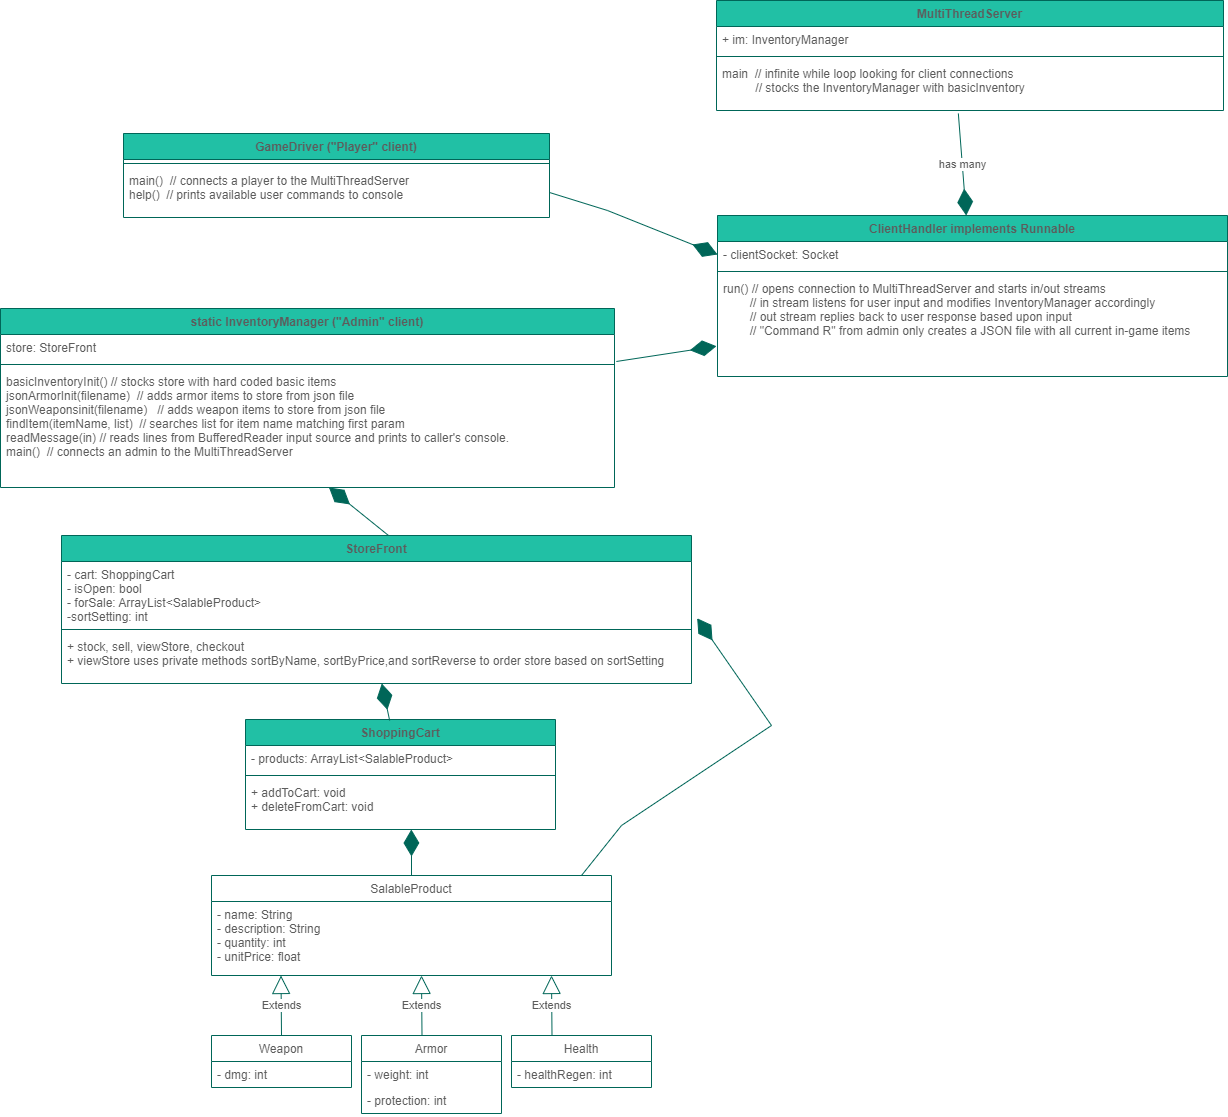 MultiThreadServer
+ im: InventoryManager
main  // infinite while loop looking for client connections
// stocks the InventoryManager with basicInventory
has many
GameDriver ("Player" client)
main()  // connects a player to the MultiThreadServer
help()  // prints available user commands to console
ClientHandler implements Runnable
- clientSocket: Socket
run() // opens connection to MultiThreadServer and starts in/out streams
// in stream listens for user input and modifies InventoryManager accordingly
// out stream replies back to user response based upon input
// "Command R" from admin only creates a JSON file with all current in-game items
static InventoryManager ("Admin" client)
store: StoreFront
basicInventoryInit() // stocks store with hard coded basic items
jsonArmorInit(filename)  // adds armor items to store from json file
jsonWeaponsinit(filename)   // adds weapon items to store from json file
findItem(itemName, list)  // searches list for item name matching first param
readMessage(in) // reads lines from BufferedReader input source and prints to caller's console.
main()  // connects an admin to the MultiThreadServer
StoreFront
- cart: ShoppingCart
- isOpen: bool
- forSale: ArrayList<SalableProduct>
-sortSetting: int
+ stock, sell, viewStore, checkout
+ viewStore uses private methods sortByName, sortByPrice,and sortReverse to order store based on sortSetting
ShoppingCart
- products: ArrayList<SalableProduct>
+ addToCart: void
+ deleteFromCart: void
SalableProduct
- name: String
- description: String
- quantity: int
- unitPrice: float
Extends
Extends
Extends
Weapon
- dmg: int
Armor
- weight: int
- protection: int
Health
- healthRegen: int